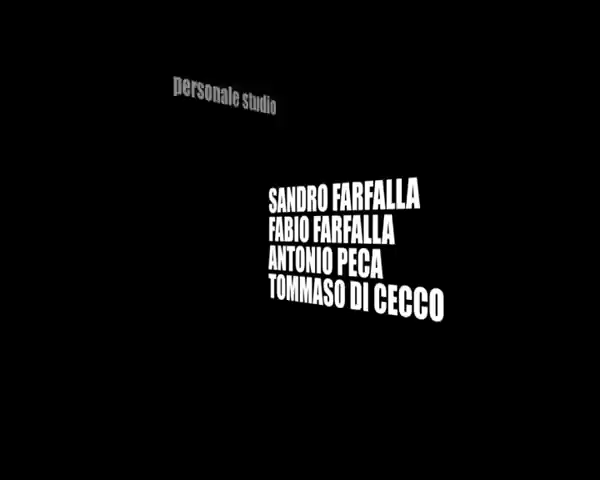 personale studio
SANDRO FARFALLA
FABIO FARFALLA
ANTONIO PECA
TOMMASO DI CECCO